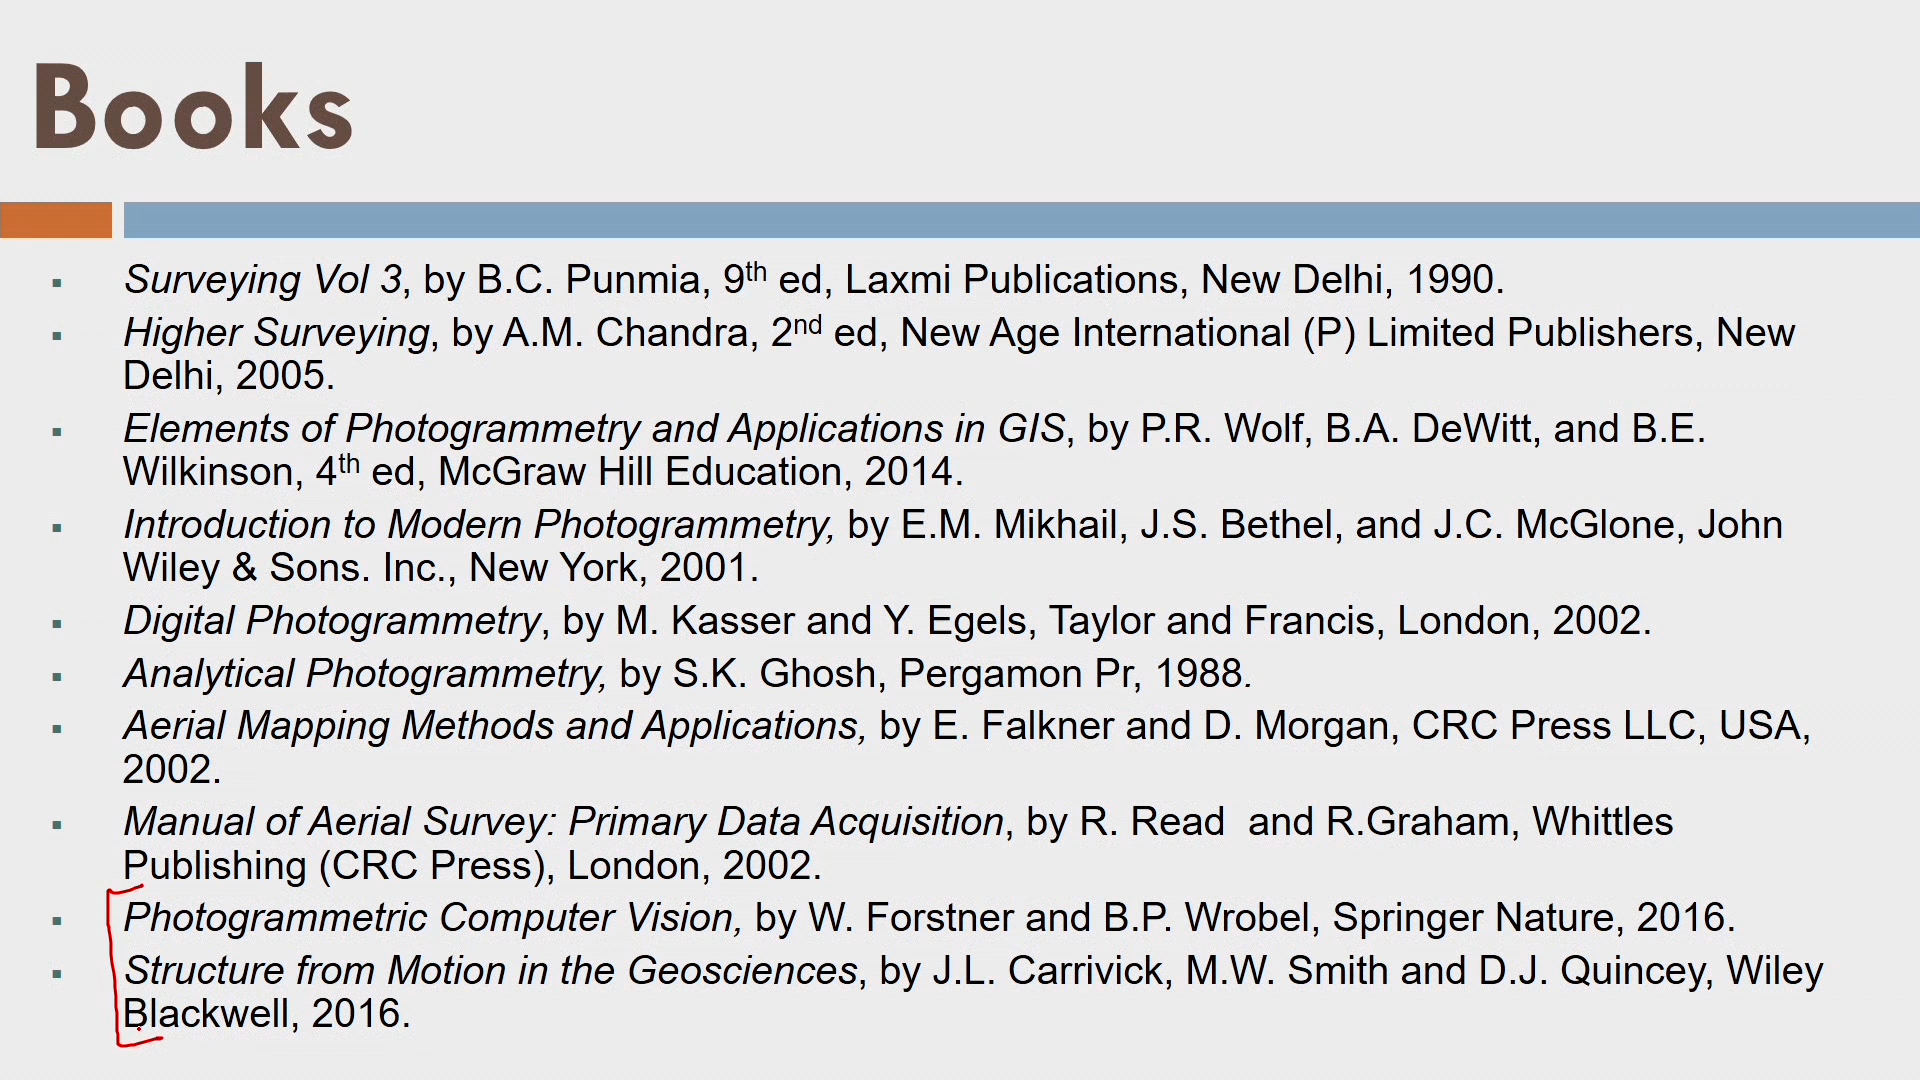 Books
▪ Surveying Vol 3, by B.C. Punmia, 9th ed, Laxmi Publications, New Delhi, 1990.
▪ Higher Surveying, by A.M. Chandra, 2nd ed, New Age International (P) Limited Publishers, New
Delhi, 2005.
▪ Elements of Photogrammetry and Applications in GIS, by P.R. Wolf, B.A. DeWitt, and B.E.
Wilkinson, 4th ed, McGraw Hill Education, 2014.
▪ Introduction to Modern Photogrammetry, by E.M. Mikhail, J.S. Bethel, and J.C. McGlone, John
Wiley & Sons. Inc., New York, 2001.
▪ Digital Photogrammetry, by M. Kasser and Y. Egels, Taylor and Francis, London, 2002.
▪ Analytical Photogrammetry, by S.K. Ghosh, Pergamon Pr, 1988.
▪ Aerial Mapping Methods and Applications, by E. Falkner and D. Morgan, CRC Press LLC, USA,
2002.
▪ Manual of Aerial Survey: Primary Data Acquisition, by R. Read  and R.Graham, Whittles
Publishing (CRC Press), London, 2002.
▪ Photogrammetric Computer Vision, by W. Forstner and B.P. Wrobel, Springer Nature, 2016.
▪ Structure from Motion in the Geosciences, by J.L. Carrivick, M.W. Smith and D.J. Quincey, Wiley
Blackwell, 2016.